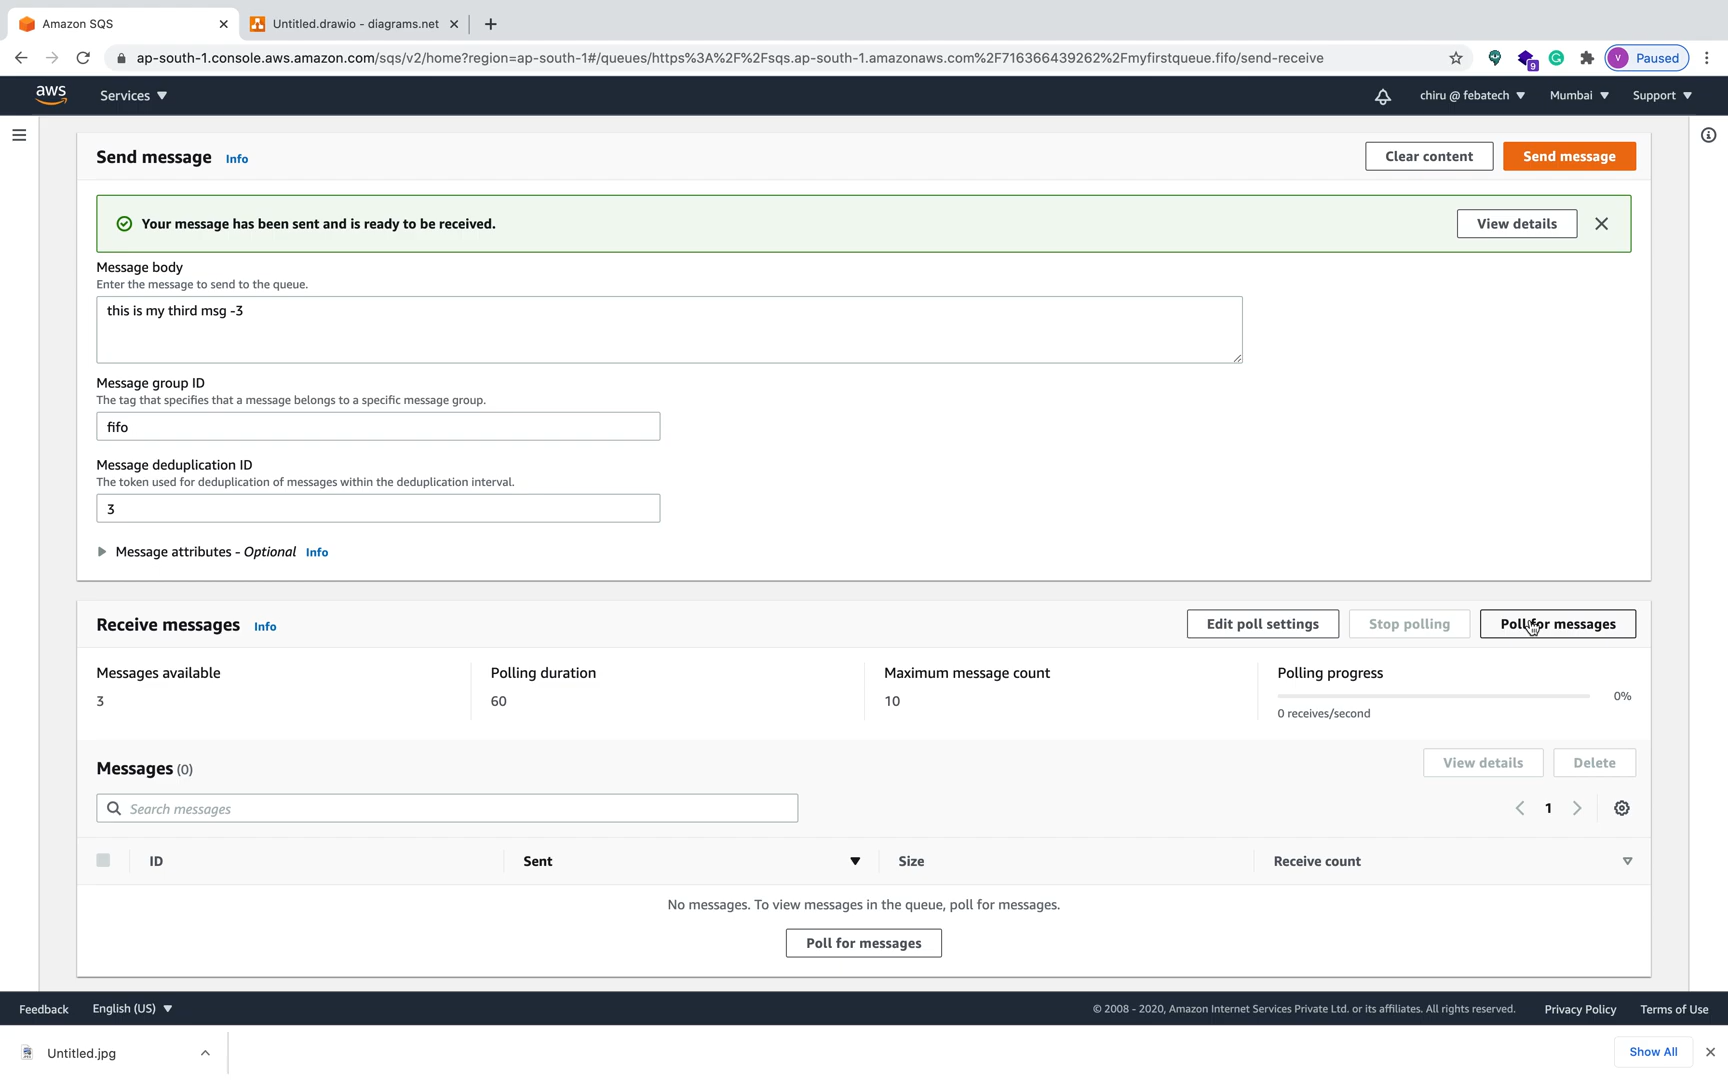 Amazon SQS
Untitled.drawio - diagrams.net
ap-south-1.console.aws.amazon.com/sqs/v2/home?region=ap-south-1#/queues/https%3A%2F%2Fsqs.ap-south-1.amazonaws.com%2F716366439262%2Fmyfirstqueue.fifo/send-receive
9
V Paused
aws
Services
chiru @ febatech
Mumbai
Support
Send message Info
Clear content
Send message
Your message has been sent and is ready to be received.
View details
Message body
Enter the message to send to the queue.
this is my third msg -3
Message group ID
The tag that specifies that a message belongs to a specific message group.
fifo
Message deduplication ID
The token used for deduplication of messages within the deduplication interval.
3
Message attributes - Optional Info
Receive messages Info
Edit poll settings
Stop polling
Poll for messages
Messages available
3
Polling duration
60
Maximum message count
10
Polling progress
0%
0 receives/second
Messages (0)
View details
Delete
Search messages
1
ID
Sent
Size
Receive count
No messages. To view messages in the queue, poll for messages.
Poll for messages
Feedback
English (US)
© 2008 - 2020, Amazon Internet Services Private Ltd. or its affiliates. All rights reserved.
Privacy Policy
Terms of Use
Untitled.jpg
Show All